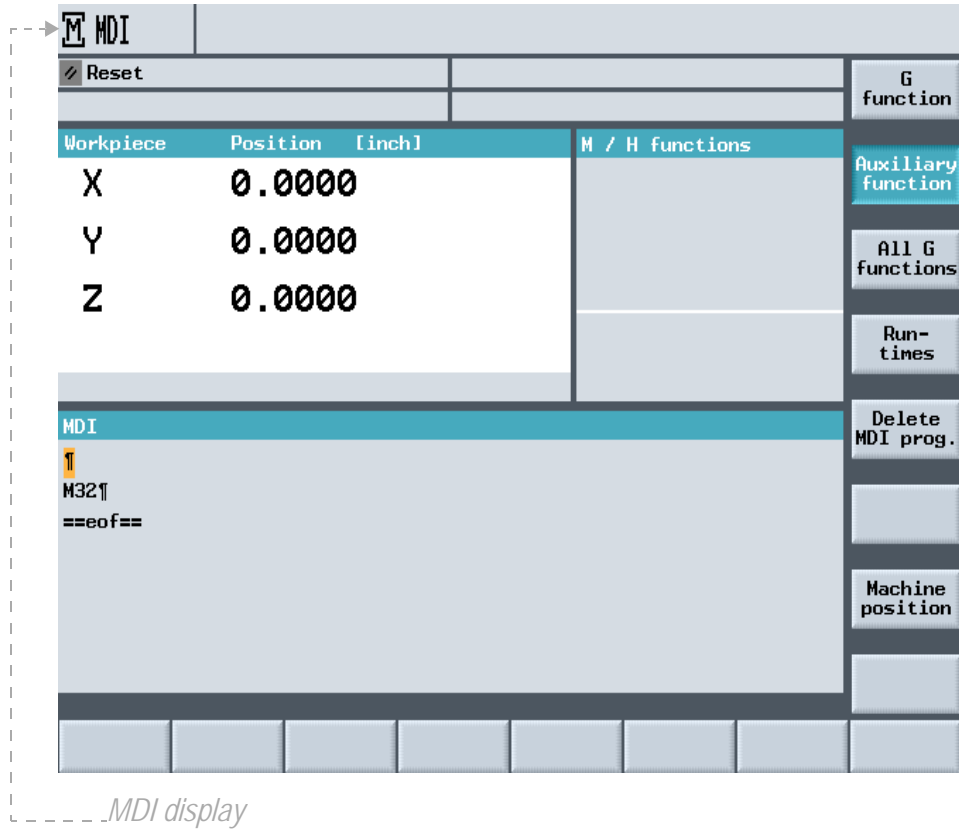 M MDI
Reset
G
function
Workpiece Position [inch]
M / H functions
X 0.0000
Y 0.0000
Z 0.0000
Auxiliary
function
All G
functions
Run-
times
MDI
¶
M32¶
==eof==
Delete
MDI prog.
Machine
position
MDI display